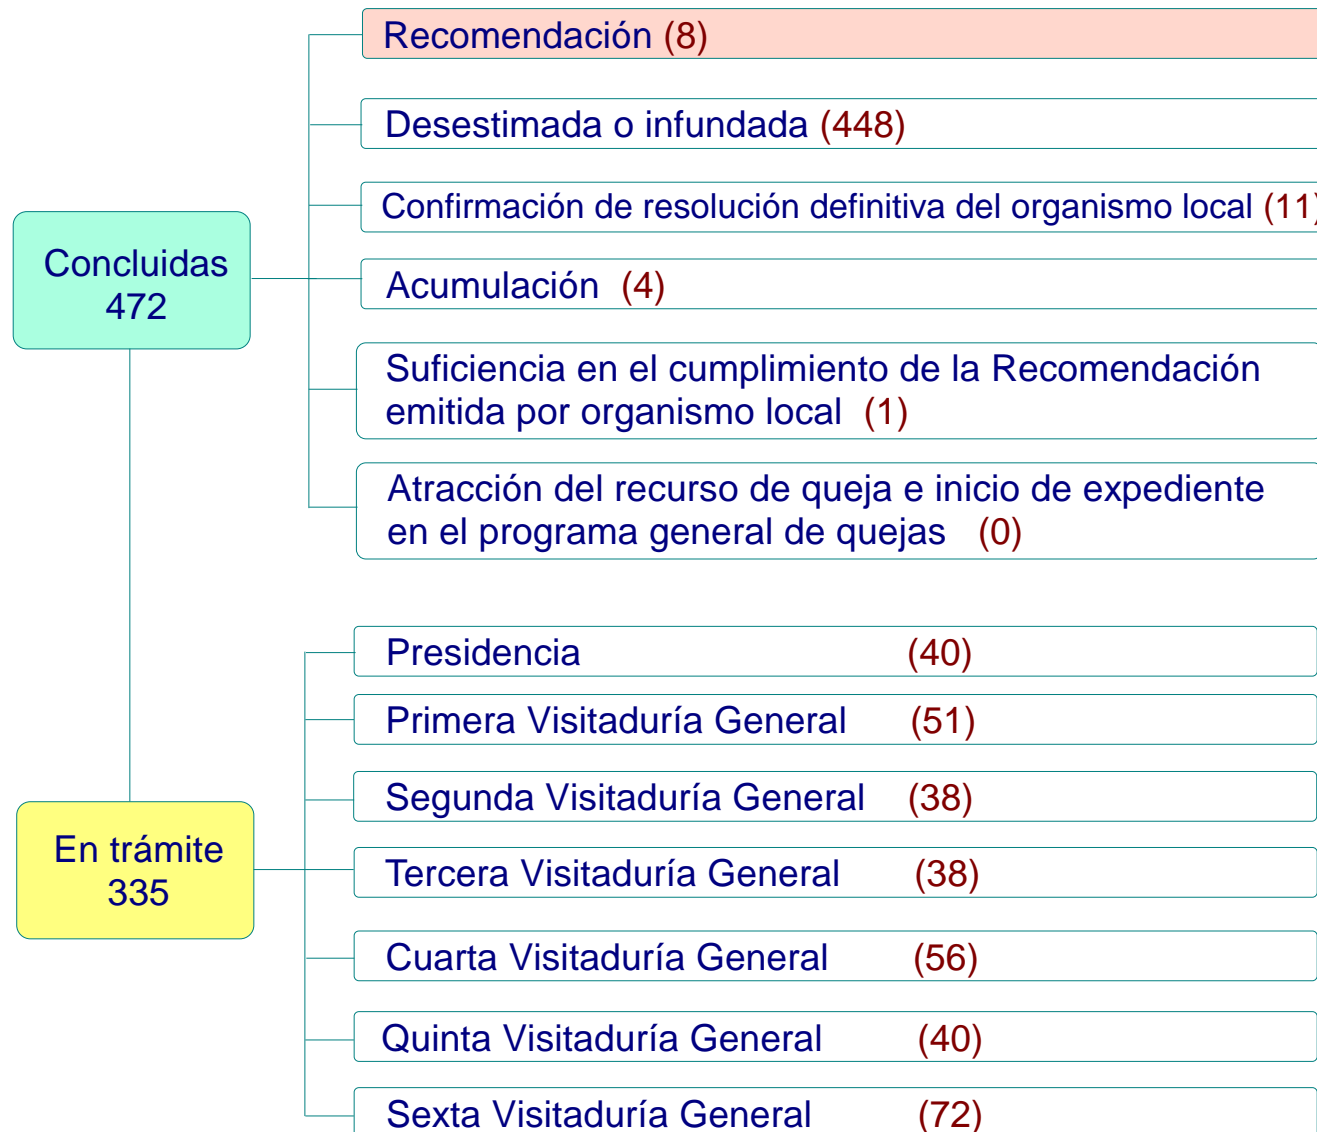 Recomendación (8)
Desestimada o infundada (448)
Confirmación de resolución definitiva del organismo local (11)
Concluidas
472
Acumulación (4)
Suficiencia en el cumplimiento de la Recomendación
emitida por organismo local (1)
Atracción del recurso de queja e inicio de expediente
en el programa general de quejas (0)
Presidencia (40)
Primera Visitaduría General (51)
Segunda Visitaduría General (38)
En trámite
335
Tercera Visitaduría General (38)
Cuarta Visitaduría General (56)
Quinta Visitaduría General (40)
Sexta Visitaduría General (72)